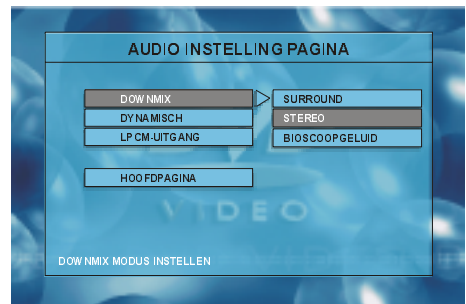 AUDIO INSTELLING PAGINA
DOWNMIX
SURROUND
DYNAMISCH
STEREO
LPCM-UITGANG
BIOSCOOPGELUID
HOOFDPAGINA
VIDEO
DOWNMIX MODUS INSTELLEN